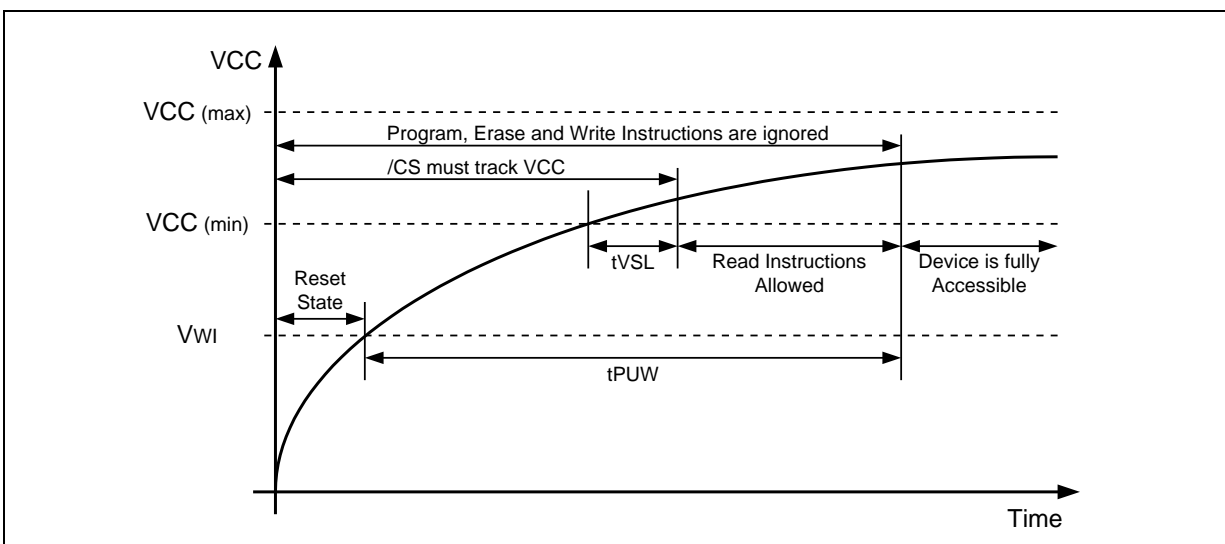 VCC
VCC (max)
Program, Erase and Write Instructions are ignored
/CS must track VCC
VCC (min)
tVSL
Read Instructions
Allowed
Device is fully
Accessible
Reset
State
VWI
tPUW
Time